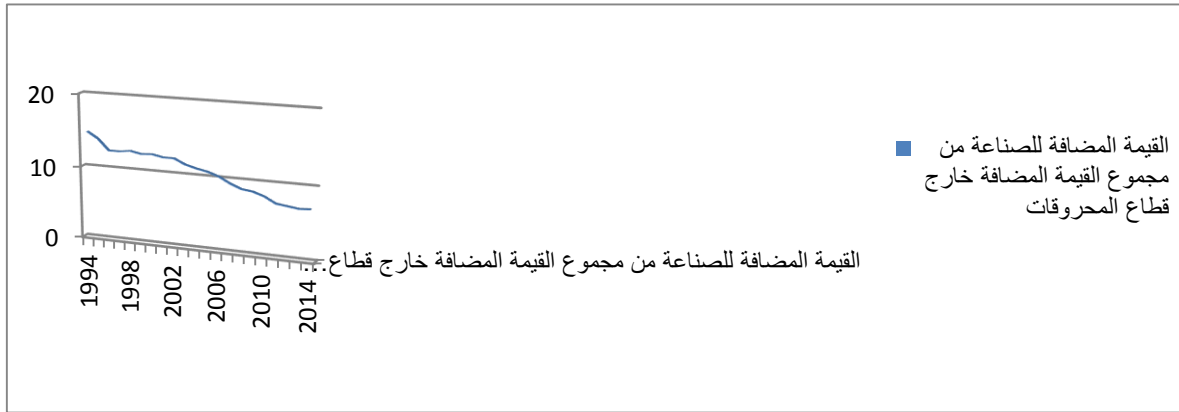 20
10
0
1994
1998
2002
2006
2010
2014
القيمة المضافة للصناعة من مجموع القيمة المضافة خارج قطاع...
القيمة المضافة للصناعة من
مجموع القيمة المضافة خارج
قطاع المحروقات